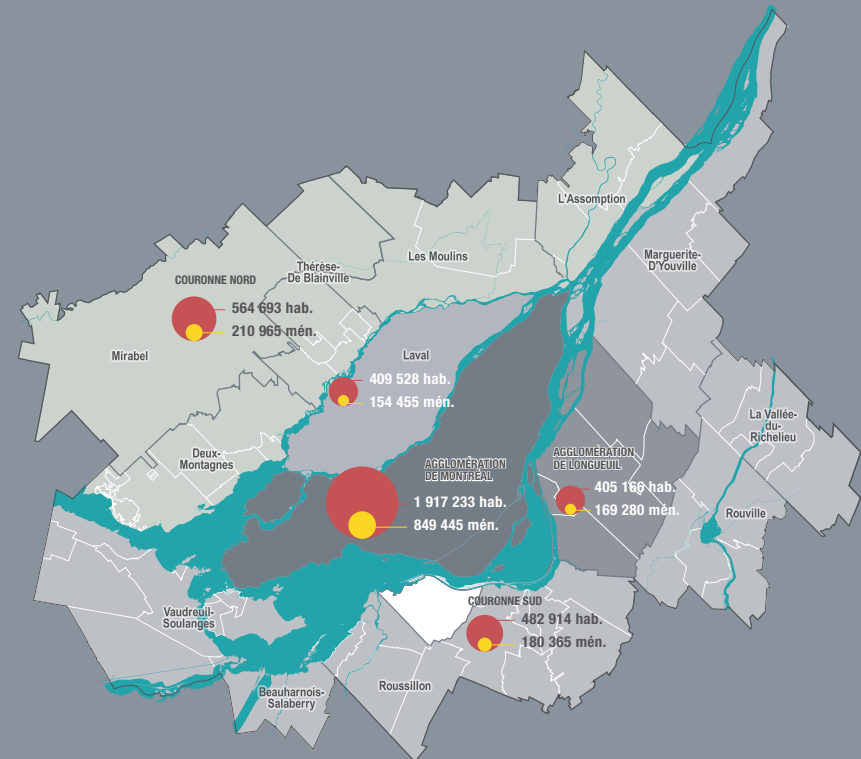 L'Assomption
Marguerite-
D'Youville
Les Moulins
Thérèse-
De Blainville
COURONNE NORD
564 693 hab.
210 965 mén.
Mirabel
Laval
409 528 hab.
154 455 mén.
Deux-
Montagnes
AGGLOMÉRATION
DE MONTRÉAL
1 917 233 hab.
849 445 mén.
AGGLOMÉRATION
DE LONGUEUIL
405 166 hab.
169 280 mén.
La Vallée-
du-
Richelieu
Rouville
COURONNE SUD
482 914 hab.
180 365 mén.
Vaudreuil-
Soulanges
Beauharnois-
Salaberry
Roussillon